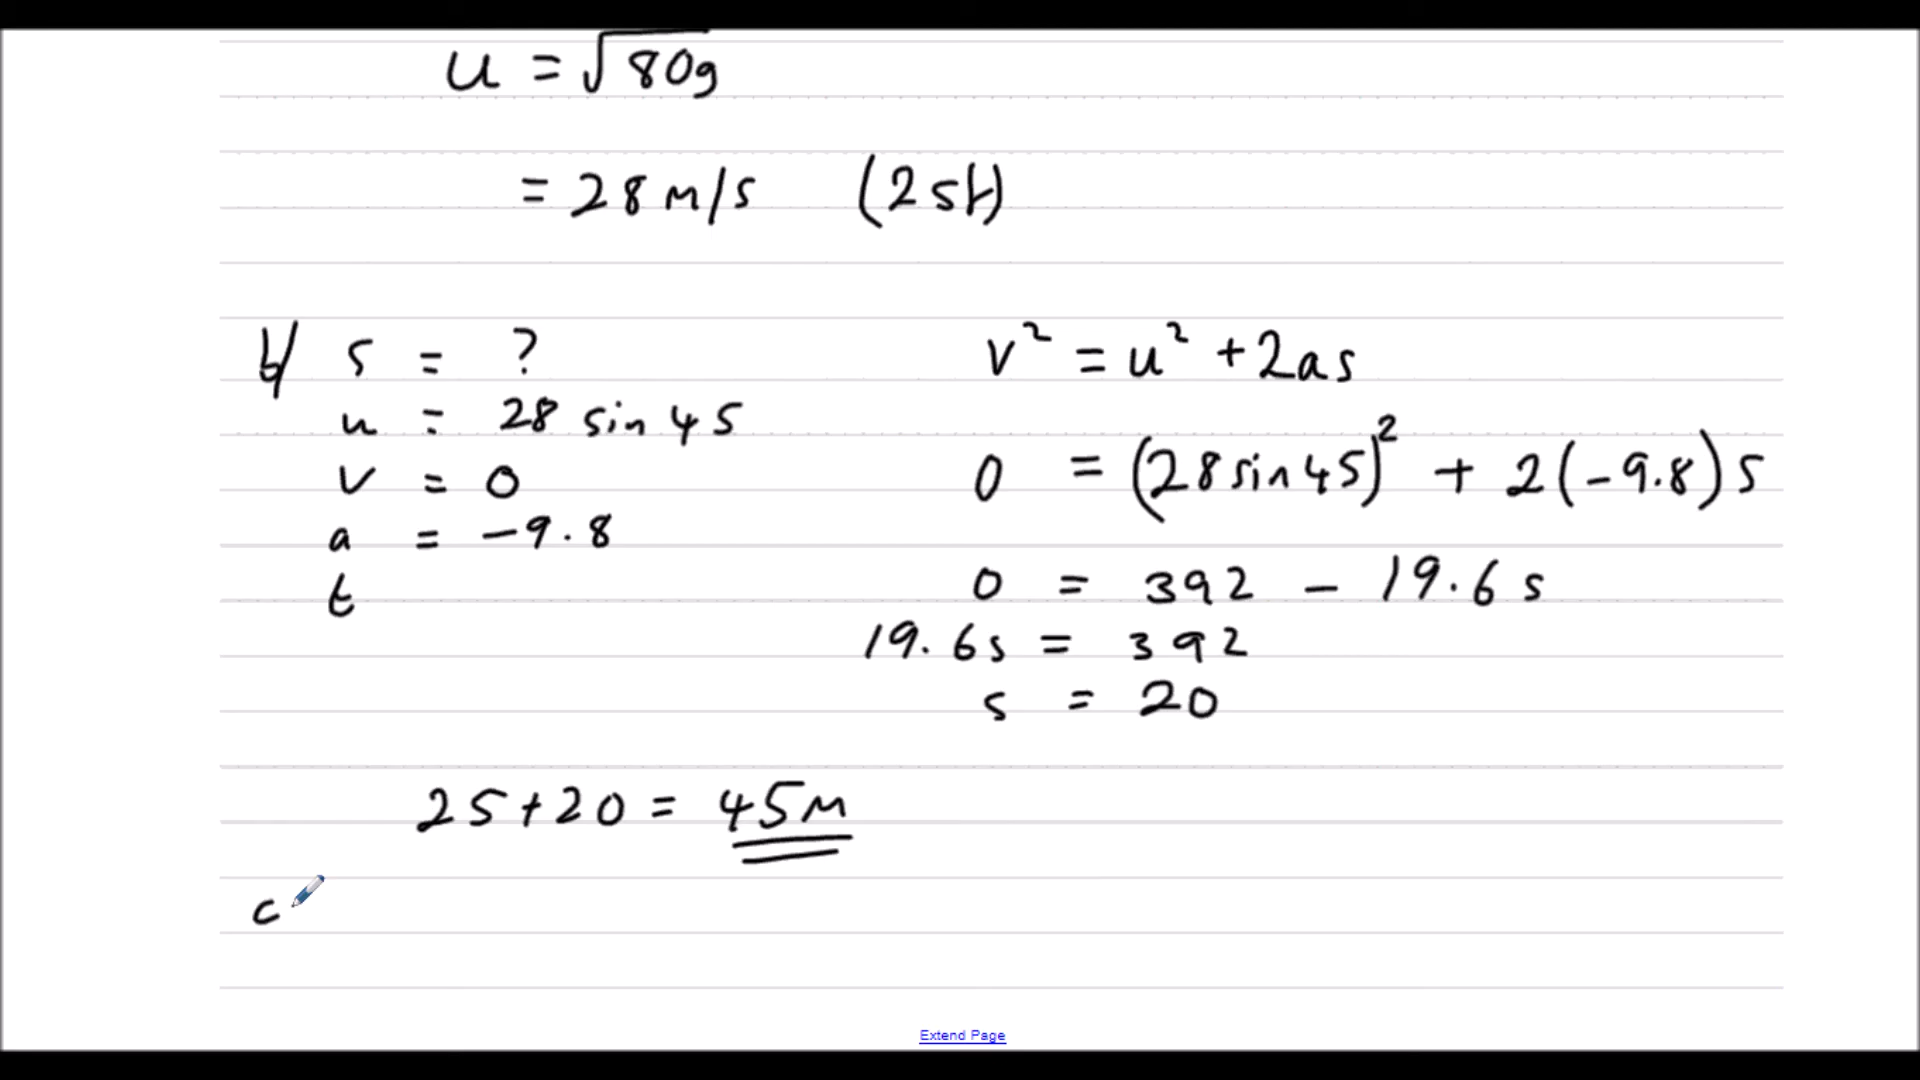 u = √80g
= 28 m/s (2sf)
b/ s = ?
u = 28 sin 45
v = 0
a = -9.8
t
v² = u² + 2as
0 = (28 sin 45)² + 2(-9.8)s
0 = 392 - 19.6s
19.6s = 392
s = 20
25 + 20 = 45m
c
Extend Page